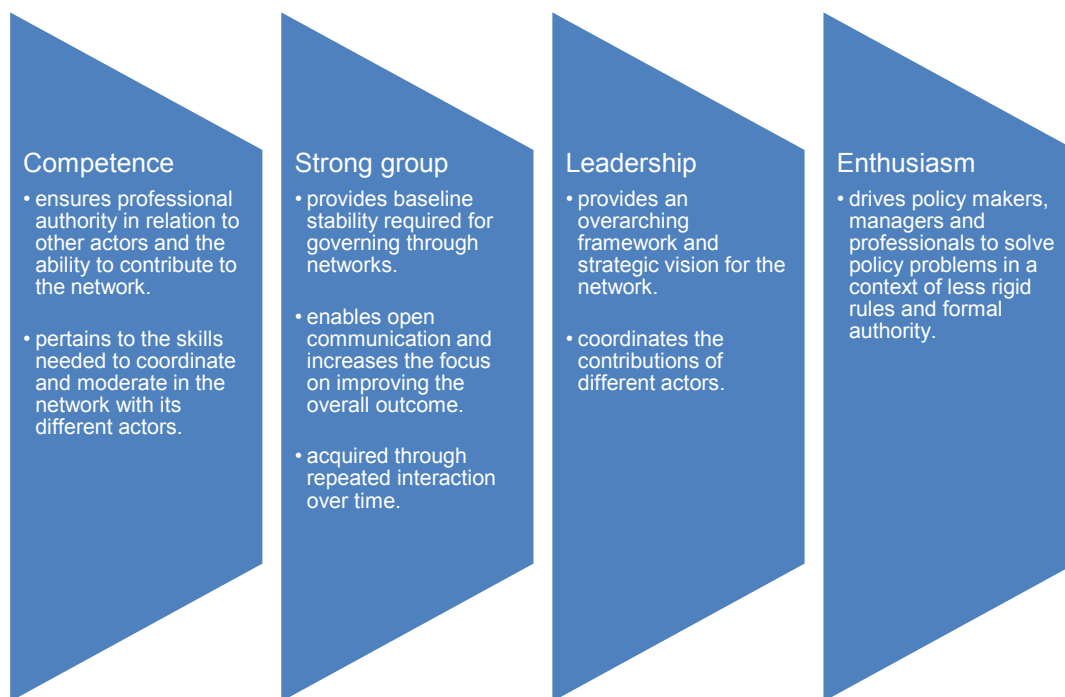 Competence
• ensures professional
authority in relation to
other actors and the
ability to contribute to
the network.
• pertains to the skills
needed to coordinate
and moderate in the
network with its
different actors.
Strong group
• provides baseline
stability required for
governing through
networks.
• enables open
communication and
increases the focus
on improving the
overall outcome.
• acquired through
repeated interaction
over time.
Leadership
• provides an
overarching
framework and
strategic vision for the
network.
• coordinates the
contributions of
different actors.
Enthusiasm
• drives policy makers,
managers and
professionals to solve
policy problems in a
context of less rigid
rules and formal
authority.